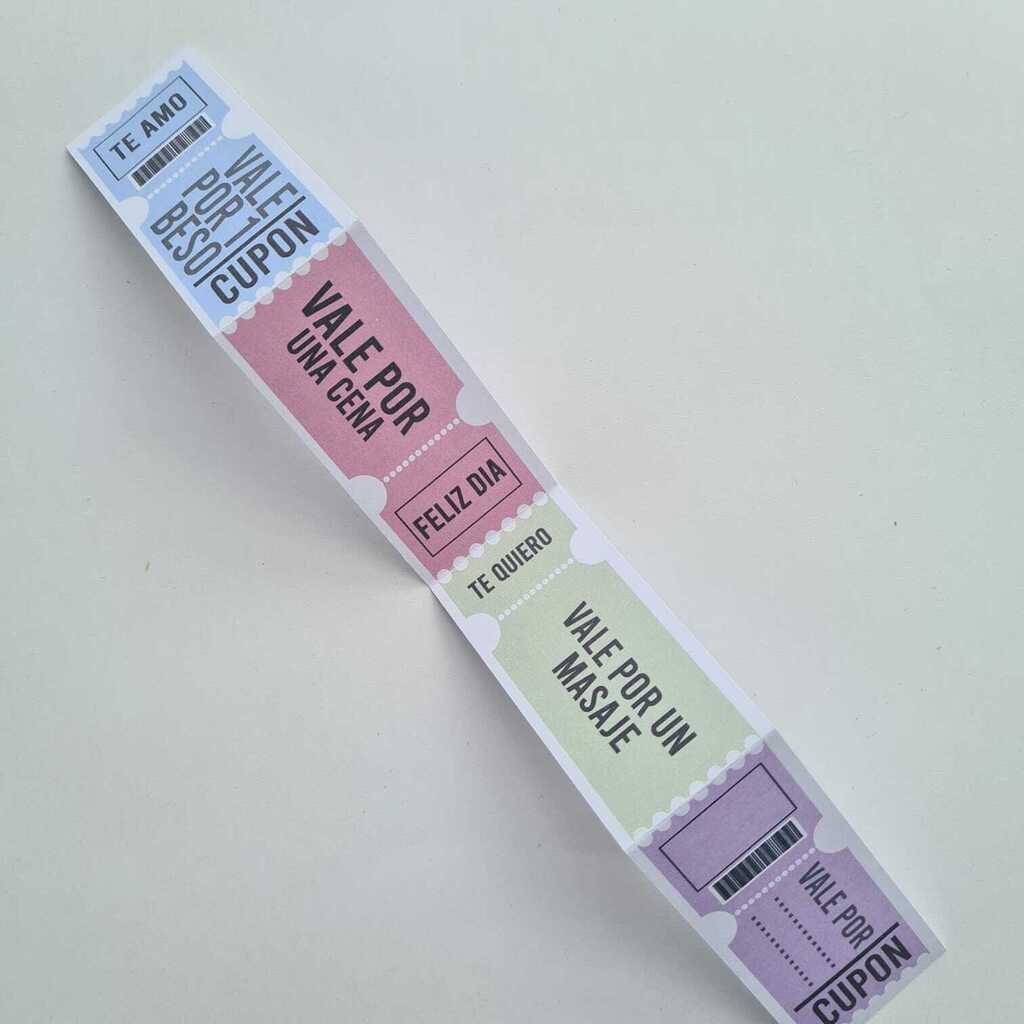 TE AMO
VALE
POR 1
BESO
CUPON
VALE POR
UNA CENA
FELIZ DIA
TE QUIERO
VALE POR UN
MASAJE
VALE POR
CUPON